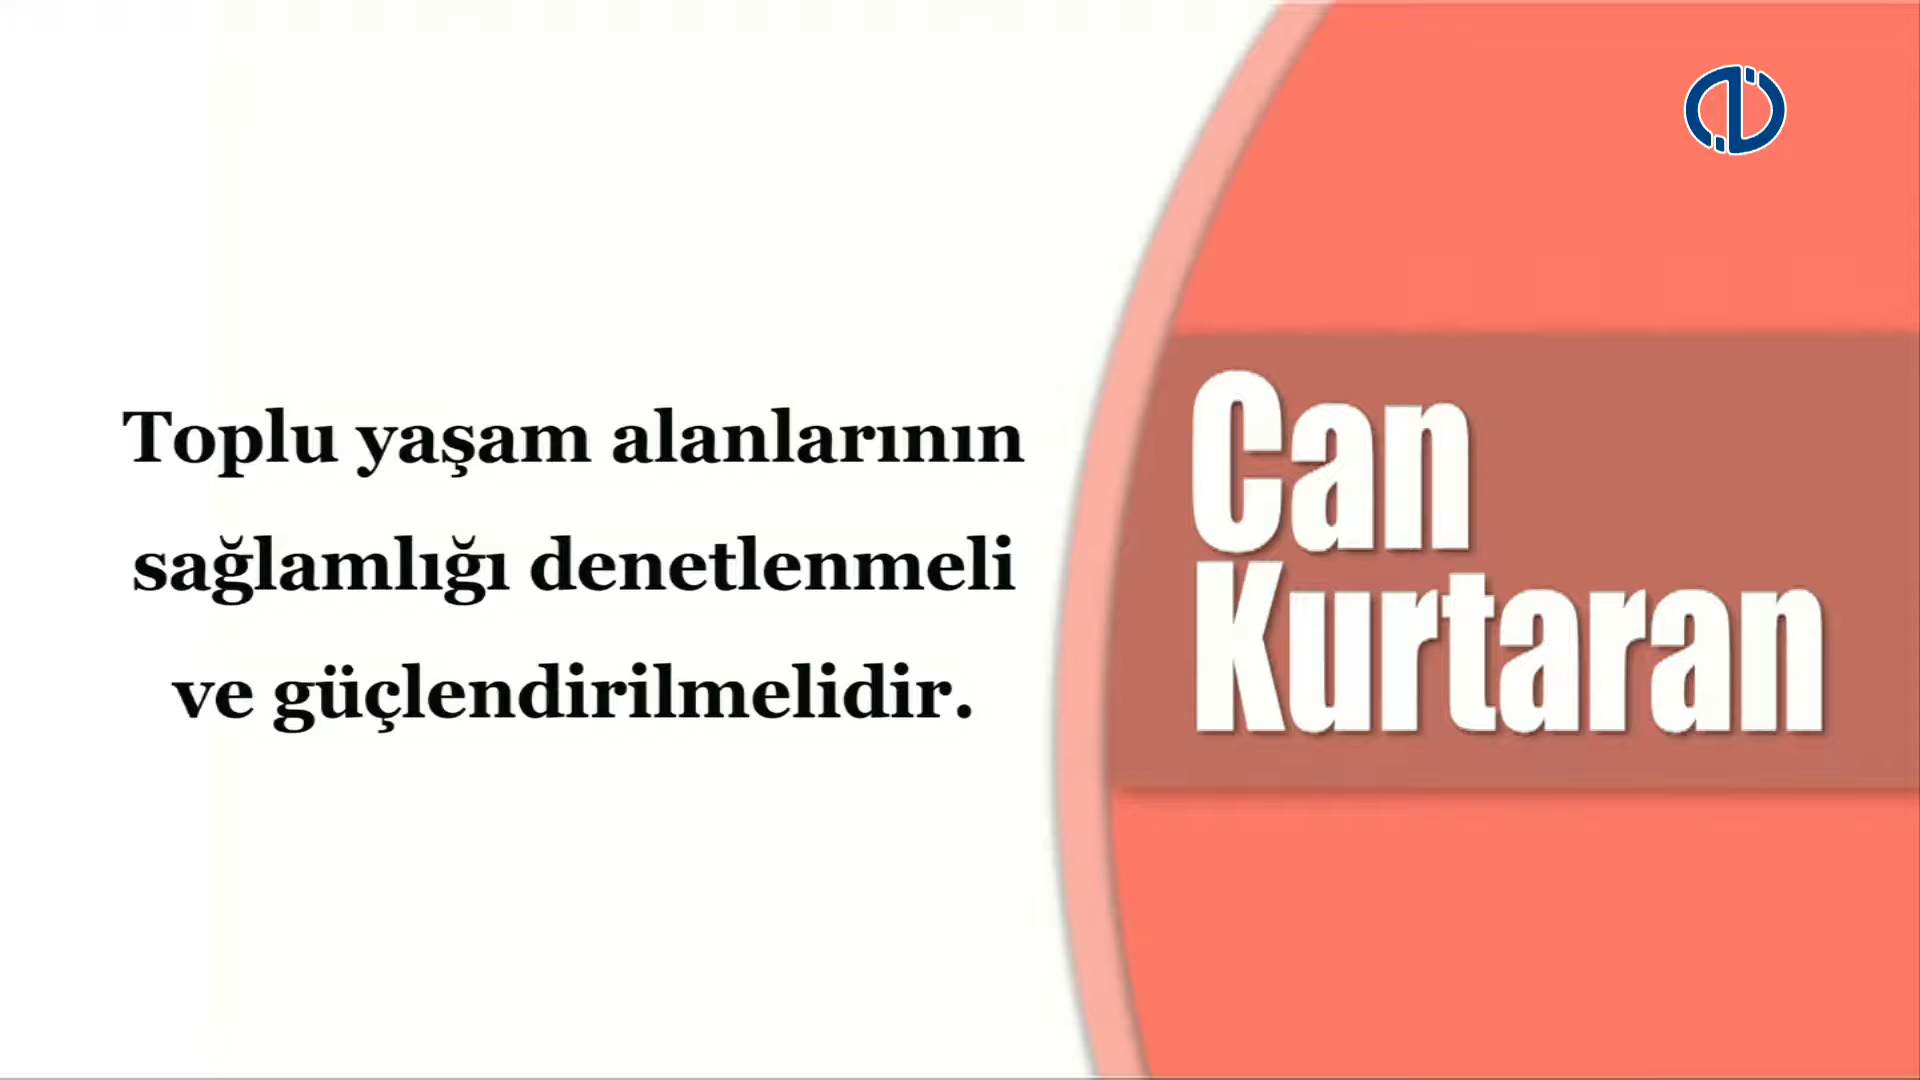 Toplu yaşam alanlarının
sağlamlığı denetlenmeli
ve güçlendirilmelidir.
Can
Kurtaran